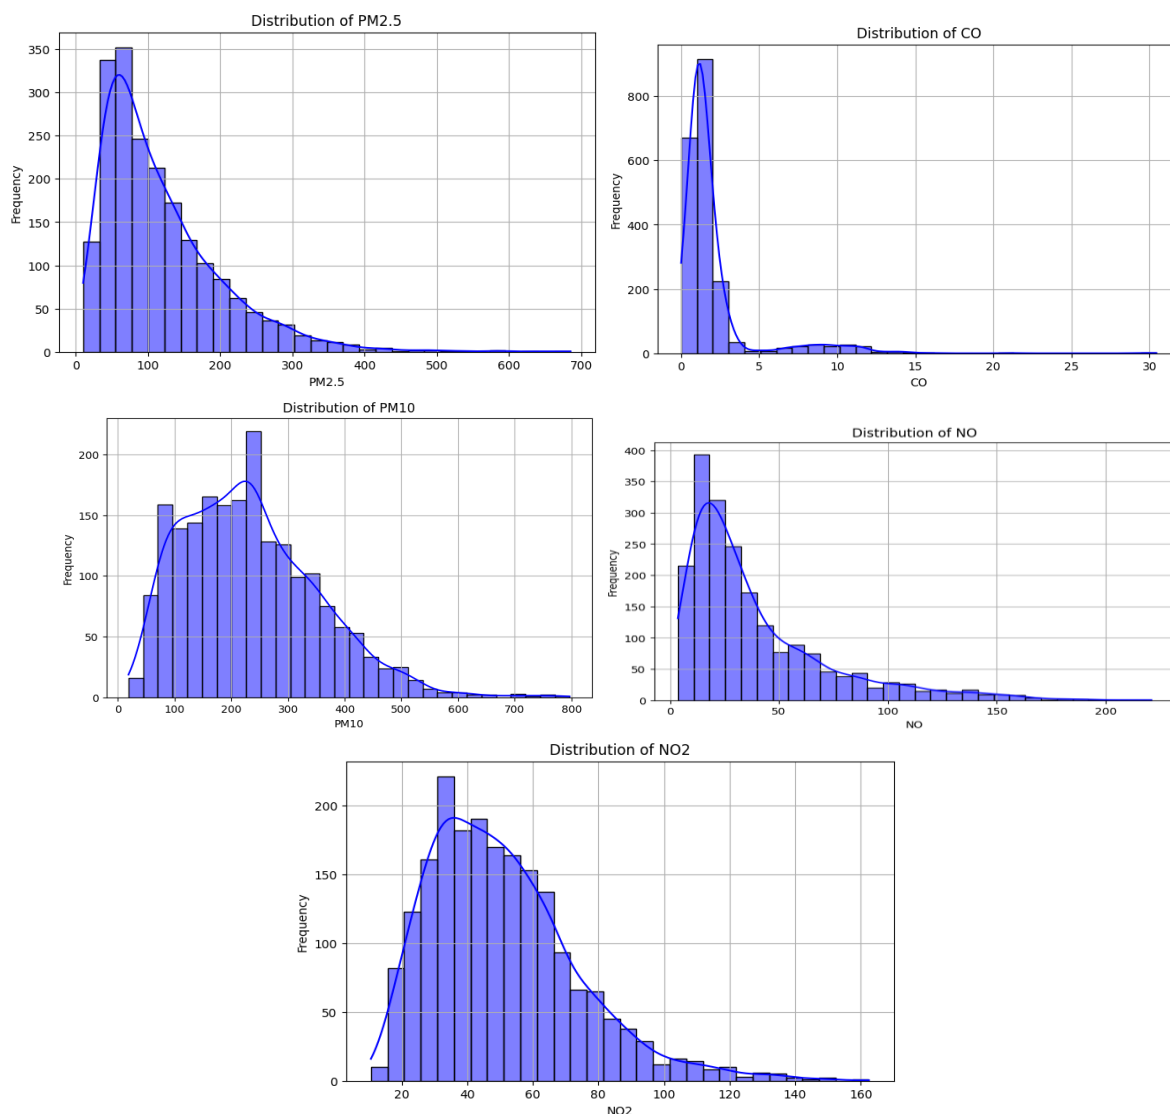 Distribution of PM2.5
Frequency
350
300
250
200
150
100
50
0
0 100 200 300 400 500 600 700
PM2.5
Distribution of CO
Frequency
800
600
400
200
0
0 5 10 15 20 25 30
CO
Distribution of PM10
Frequency
200
150
100
50
0
0 100 200 300 400 500 600 700 800
PM10
Distribution of NO
Frequency
400
350
300
250
200
150
100
50
0
0 50 100 150 200
NO
Distribution of NO2
Frequency
200
150
100
50
0
20 40 60 80 100 120 140 160
NO2